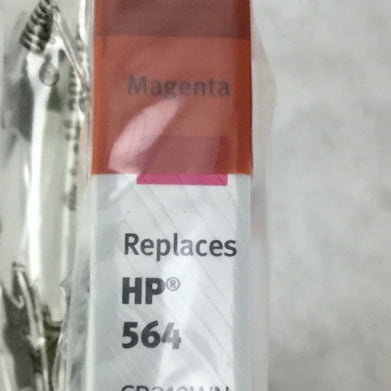 Magenta
Replaces
HP®
564